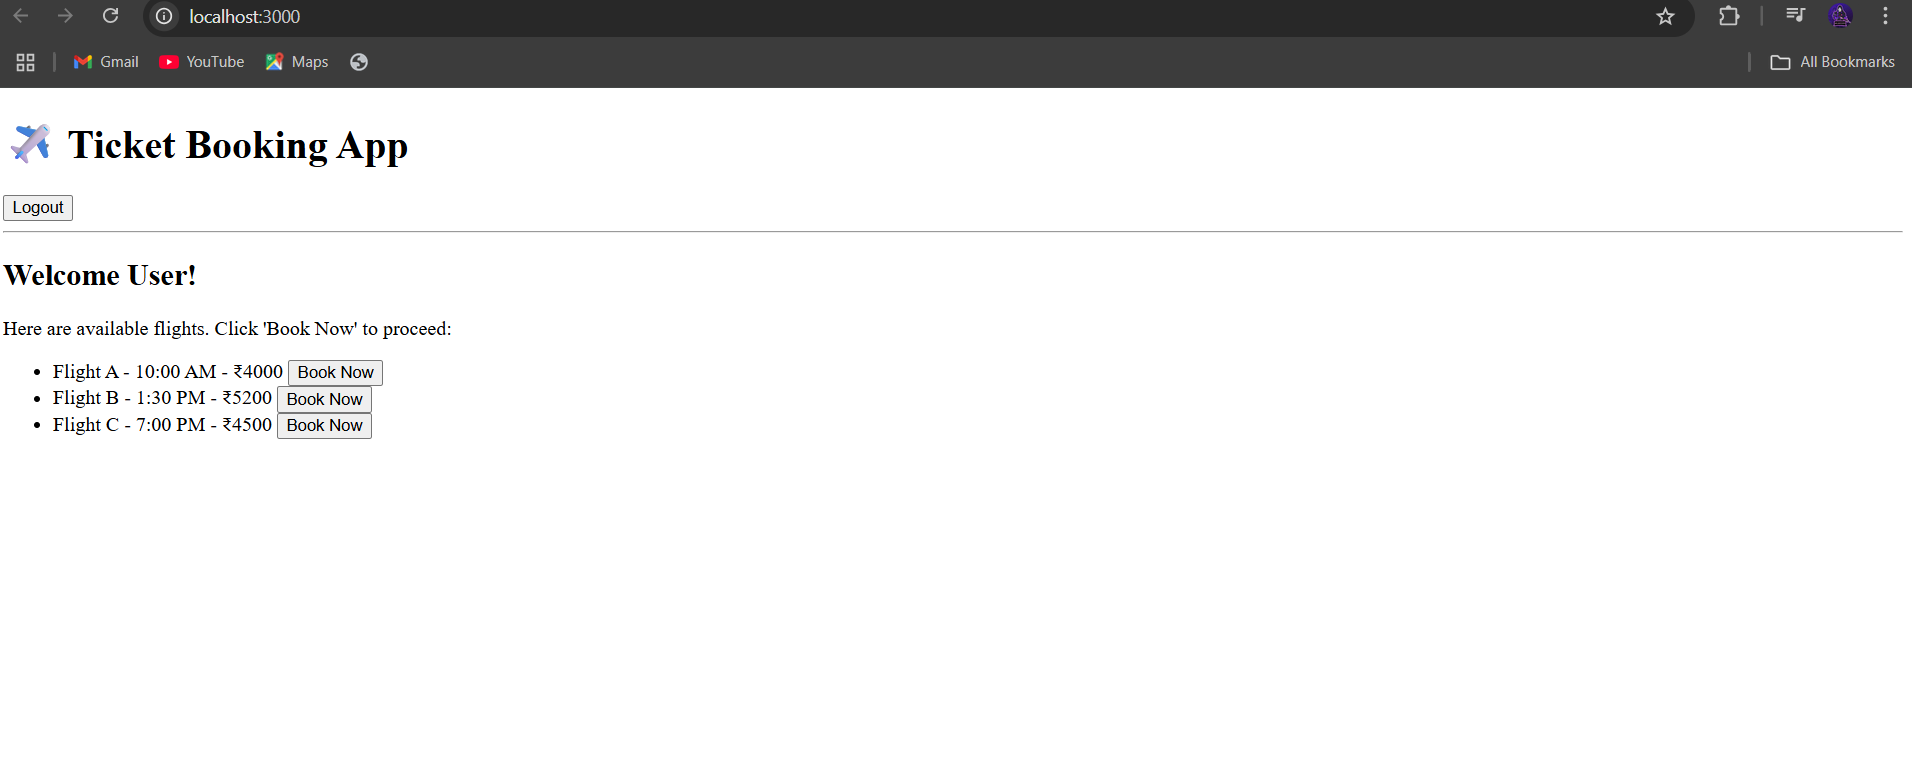 localhost:3000
Gmail YouTube Maps All Bookmarks
Ticket Booking App
Logout
Welcome User!
Here are available flights. Click 'Book Now' to proceed:
Flight A - 10:00 AM - ₹4000 Book Now
Flight B - 1:30 PM - ₹5200 Book Now
Flight C - 7:00 PM - ₹4500 Book Now